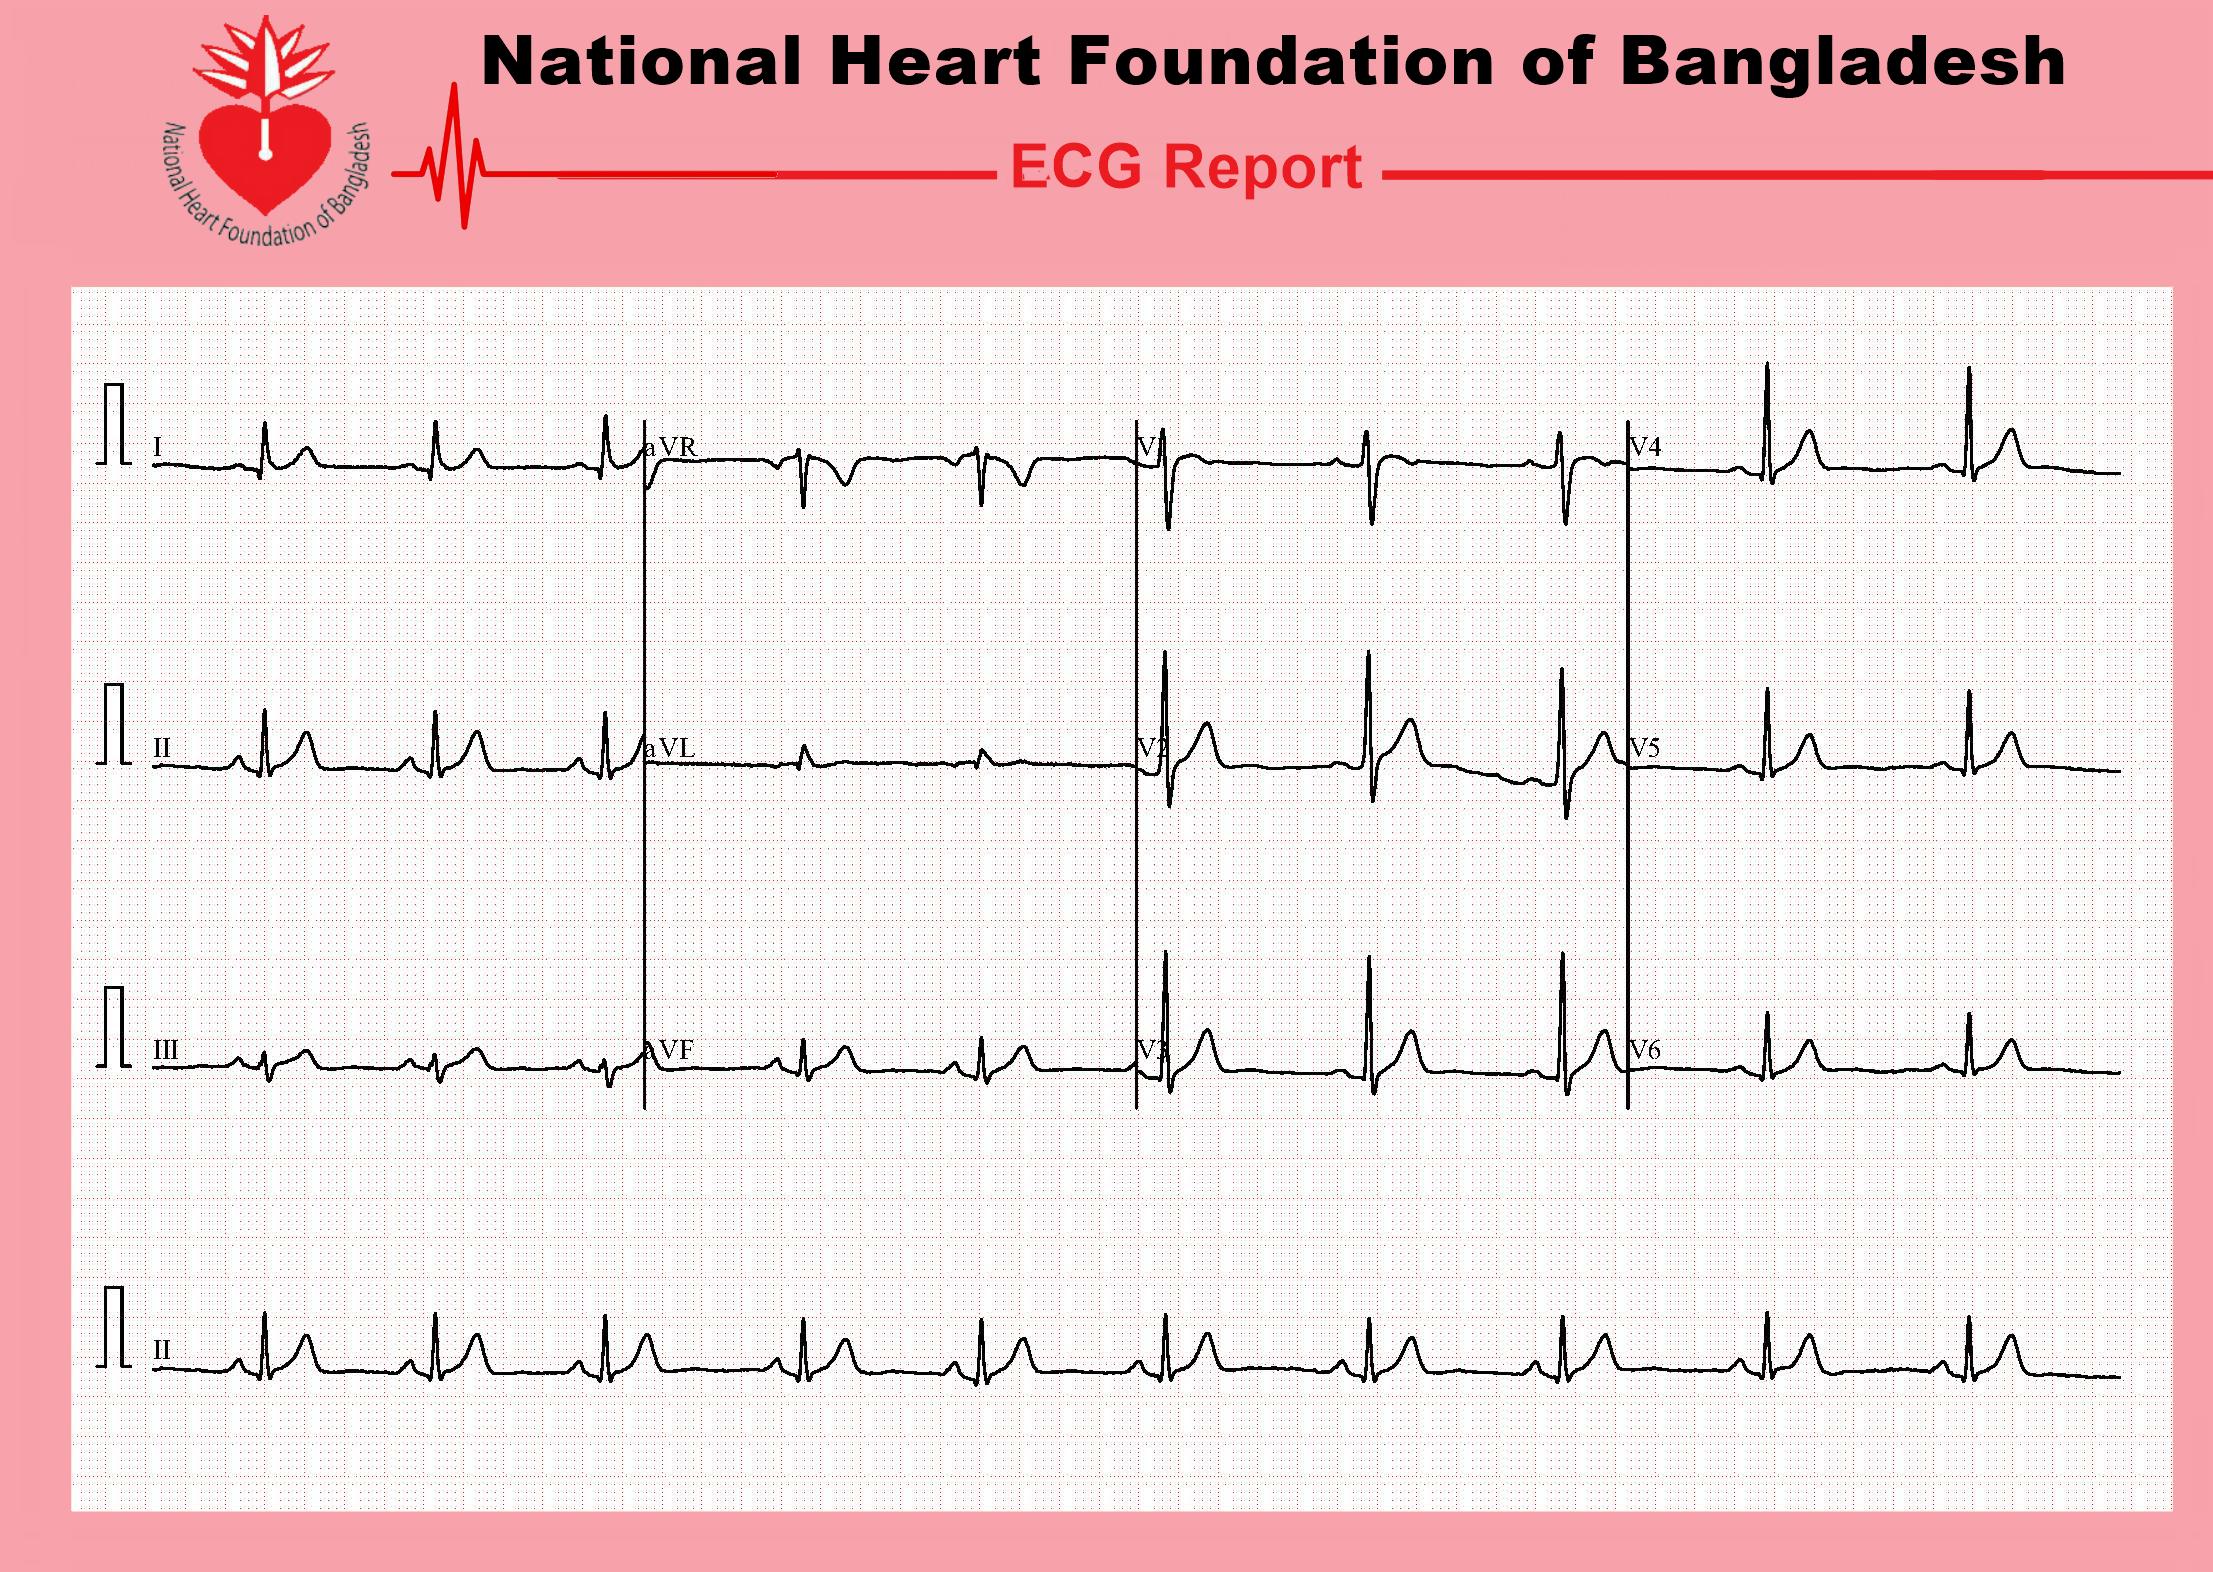 National Heart Foundation of Bangladesh
ECG Report
National Heart Foundation of Bangladesh
I
aVR
V1
V4
II
aVL
V2
V5
III
aVF
V3
V6
II